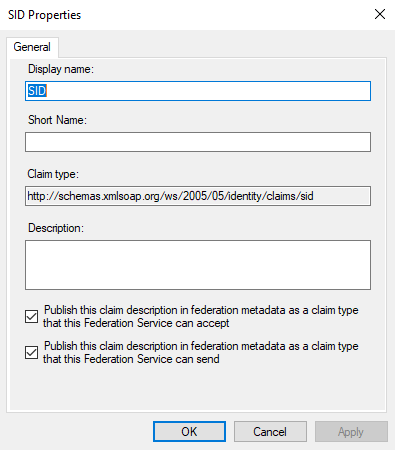 SID Properties
General
Display name:
SID
Short Name:
Claim type:
http://schemas.xmlsoap.org/ws/2005/05/identity/claims/sid
Description:
Publish this claim description in federation metadata as a claim type
that this Federation Service can accept
Publish this claim description in federation metadata as a claim type
that this Federation Service can send
OK
Cancel
Apply